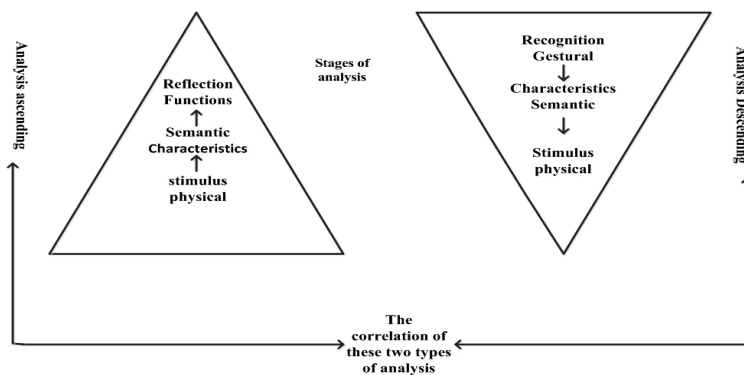 Analysis ascending
Reflection
Functions
Semantic
Characteristics
stimulus
physical
Stages of
analysis
Recognition
Gestural
Characteristics
Semantic
Stimulus
physical
Analysis Descending
The
correlation of
these two types
of analysis